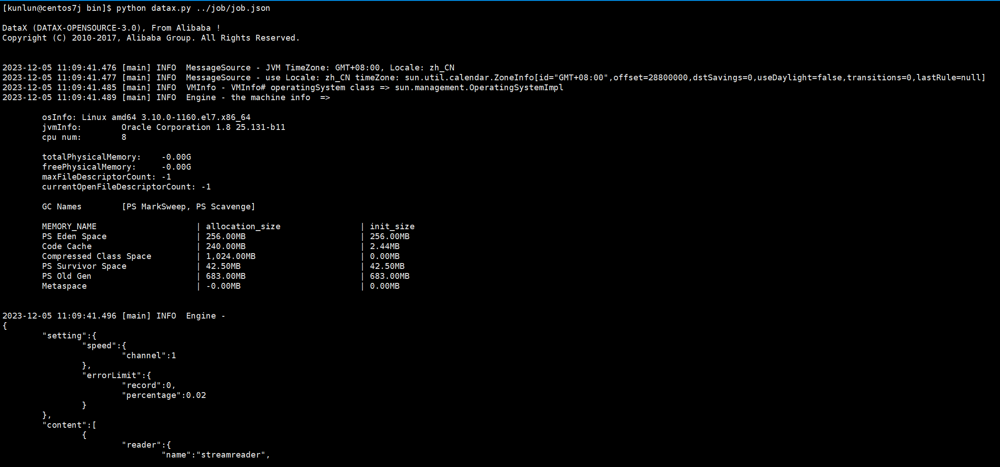 [kunlun@centos7j bin]$ python datax.py ../job/job.json
DataX (DATAX-OPENSOURCE-3.0), From Alibaba !
Copyright (C) 2010-2017, Alibaba Group. All Rights Reserved.
2023-12-05 11:09:41.476 [main] INFO  MessageSource - JVM TimeZone: GMT+08:00, Locale: zh_CN
2023-12-05 11:09:41.477 [main] INFO  MessageSource - use Locale: zh_CN timeZone: sun.util.calendar.ZoneInfo[id="GMT+08:00",offset=28800000,dstSavings=0,useDaylight=false,transitions=0,lastRule=null]
2023-12-05 11:09:41.485 [main] INFO  VMInfo - VMInfo# operatingSystem class => sun.management.OperatingSystemImpl
2023-12-05 11:09:41.489 [main] INFO  Engine - the machine info  =>
osInfo: Linux amd64 3.10.0-1160.el7.x86_64
jvmInfo:        Oracle Corporation 1.8 25.131-b11
cpu num:        8
totalPhysicalMemory:    -0.00G
freePhysicalMemory:     -0.00G
maxFileDescriptorCount: -1
currentOpenFileDescriptorCount: -1
GC Names        [PS MarkSweep, PS Scavenge]
MEMORY_NAME                    | allocation_size                | init_size
PS Eden Space                  | 256.00MB                       | 256.00MB
Code Cache                     | 240.00MB                       | 2.44MB
Compressed Class Space         | 1,024.00MB                     | 0.00MB
PS Survivor Space              | 42.50MB                        | 42.50MB
PS Old Gen                     | 683.00MB                       | 683.00MB
Metaspace                      | -0.00MB                        | 0.00MB
2023-12-05 11:09:41.496 [main] INFO  Engine -
{
"setting":{
"speed":{
"channel":1
},
"errorLimit":{
"record":0,
"percentage":0.02
}
},
"content":[
{
"reader":{
"name":"streamreader",